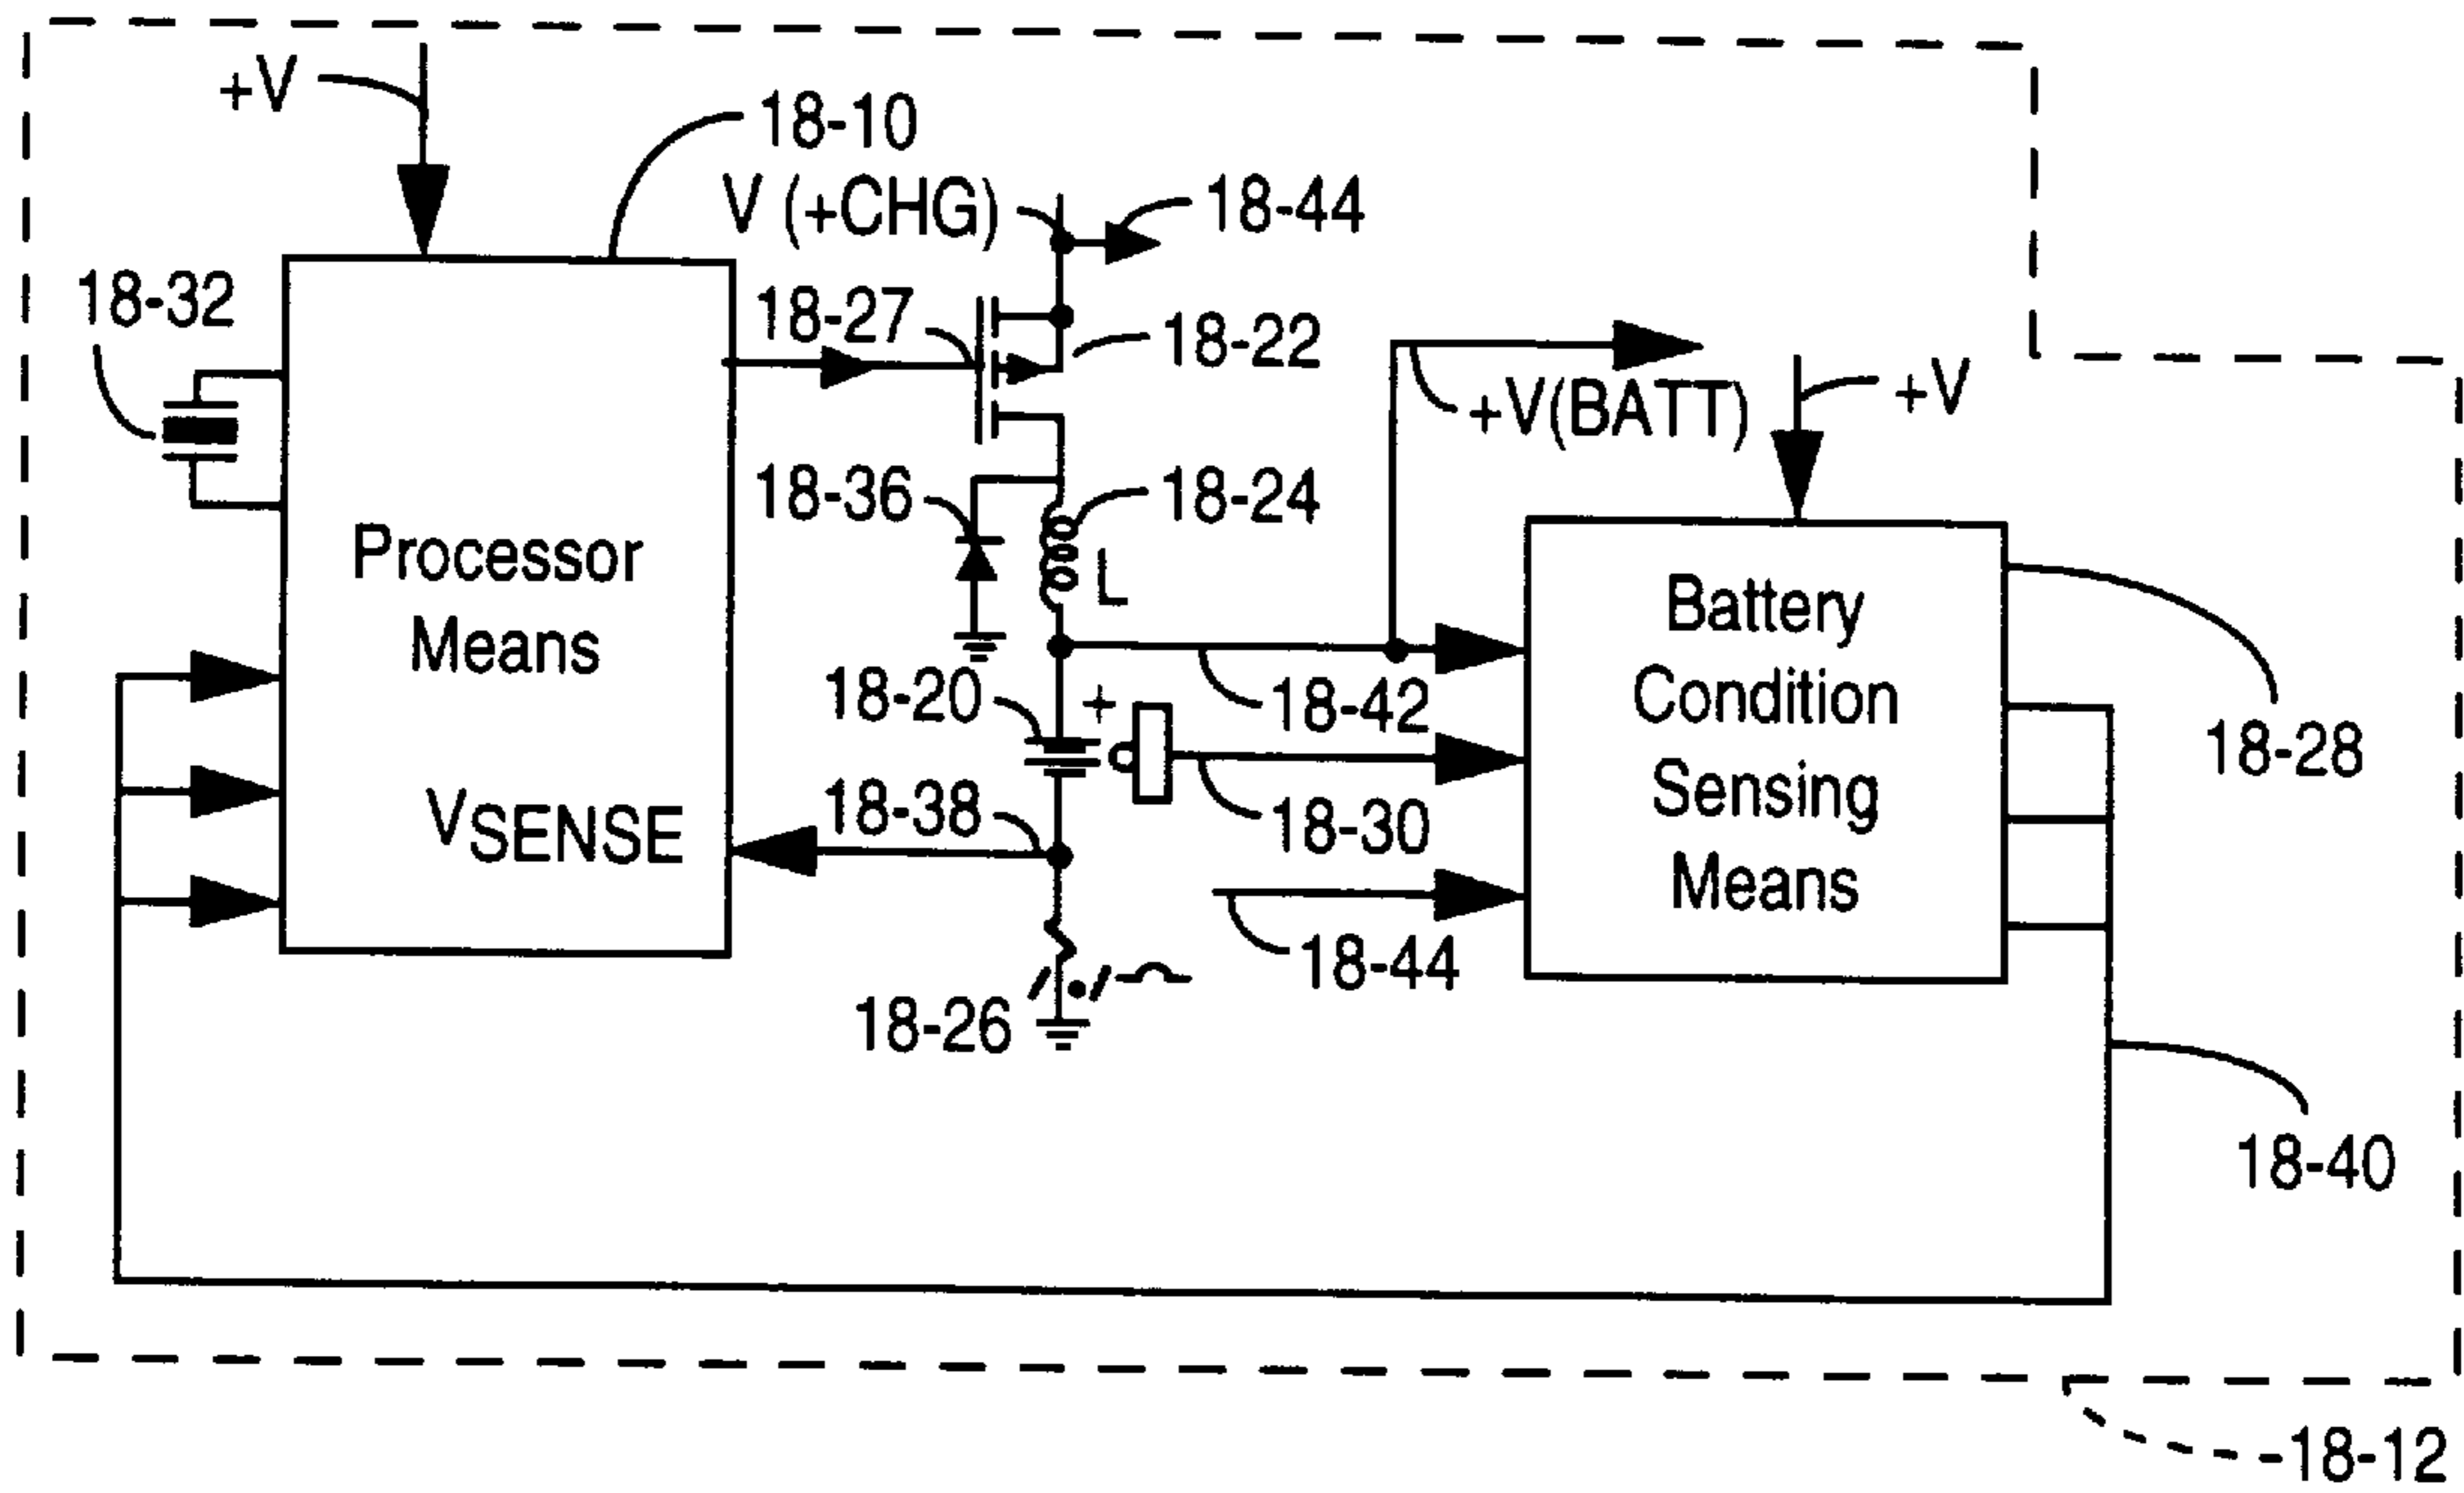 +V
18-10
V (+CHG)
18-44
18-32
18-27
18-22
+V(BATT)
+V
18-36
18-24
L
Processor
Means
VSENSE
Battery
Condition
Sensing
Means
18-20
+
18-42
18-28
18-38
18-30
18-44
18-26
18-40
-18-12